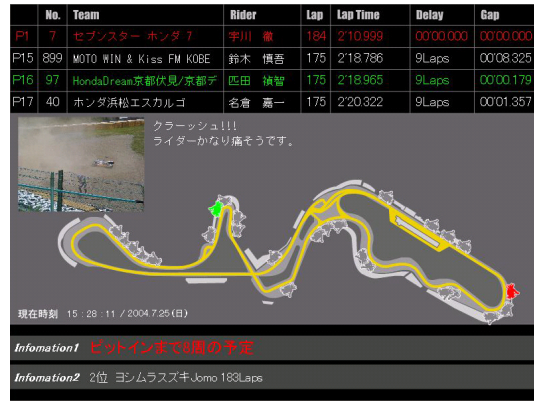 No. Team Rider Lap Lap Time Delay Gap
P1 7 セブンスター ホンダ 7 宇川 徹 184 2'10.999 00'00.000 00'00.000
P15 899 MOTO WIN & Kiss FM KOBE 鈴木 慎吾 175 2'18.786 9Laps 00'08.325
P16 97 HondaDream京都伏見/京都デ 匹田 禎智 175 2'18.965 9Laps 00'00.179
P17 40 ホンダ浜松エスカルゴ 名倉 嘉一 175 2'20.322 9Laps 00'01.357
クラーッシュ!!!
ライダーかなり痛そうです。
現在時刻 15:28:11 / 2004.7.25(日)
Infomation1 ピットインまで8周の予定
Infomation2 2位 ヨシムラスズキJomo 183Laps